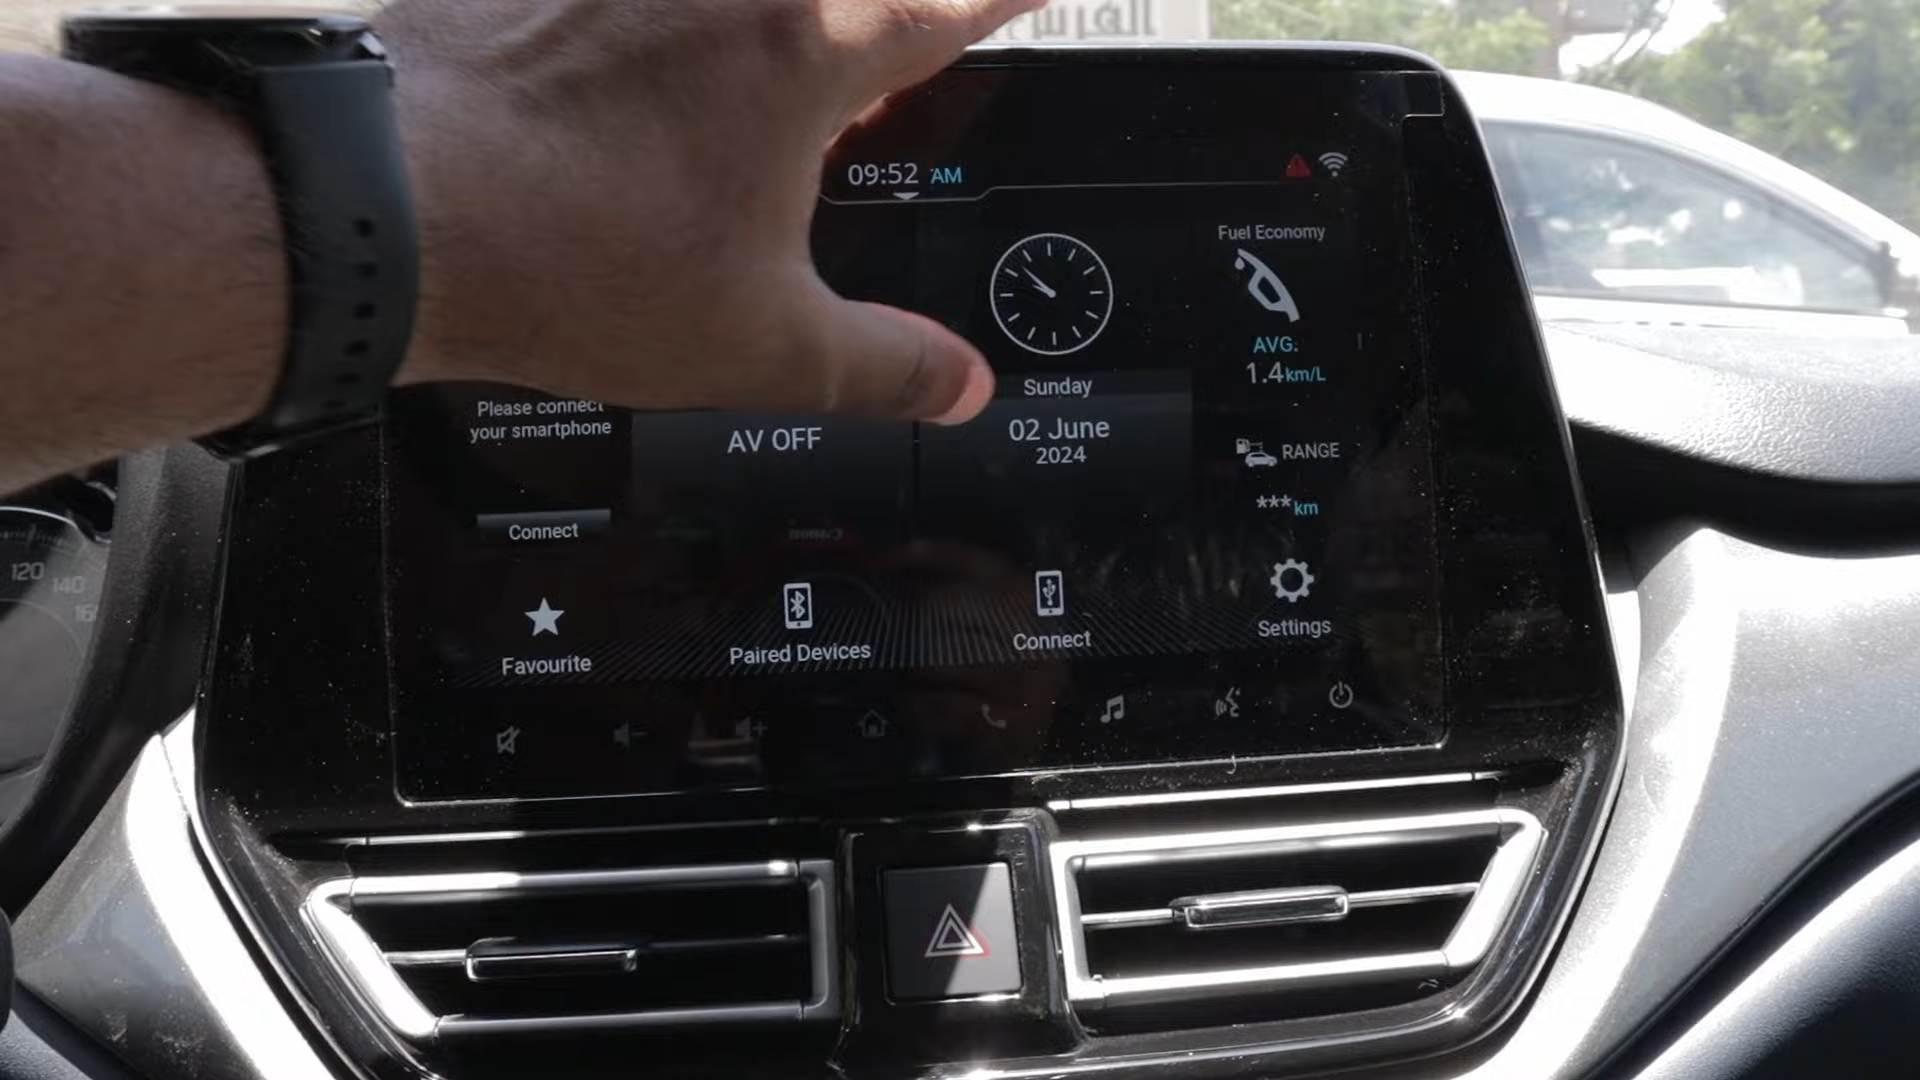 الفرس
09:52 AM
Fuel Economy
AVG.
1.4km/L
Please connect
your smartphone
AV OFF
Sunday
02 June
2024
RANGE
***km
Connect
Favourite
Paired Devices
Connect
Settings
120
140